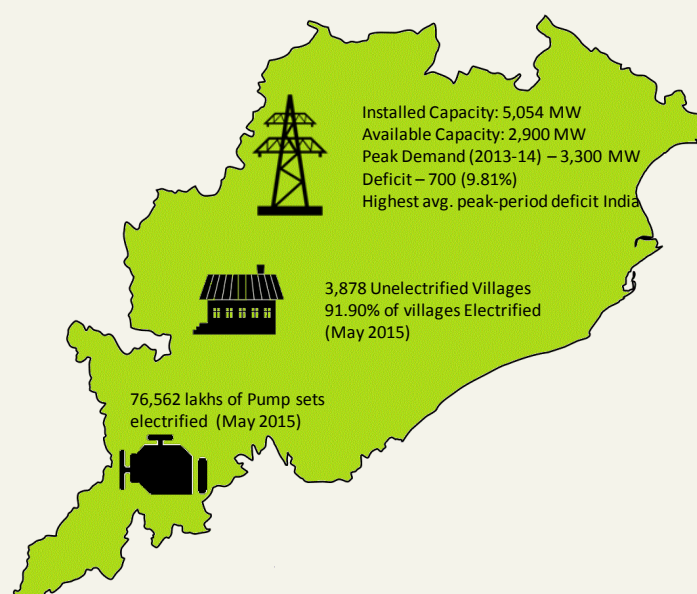 Installed Capacity: 5,054 MW
Available Capacity: 2,900 MW
Peak Demand (2013-14) – 3,300 MW
Deficit – 700 (9.81%)
Highest avg. peak-period deficit India
3,878 Unelectrified Villages
91.90% of villages Electrified
(May 2015)
76,562 lakhs of Pump sets
electrified (May 2015)